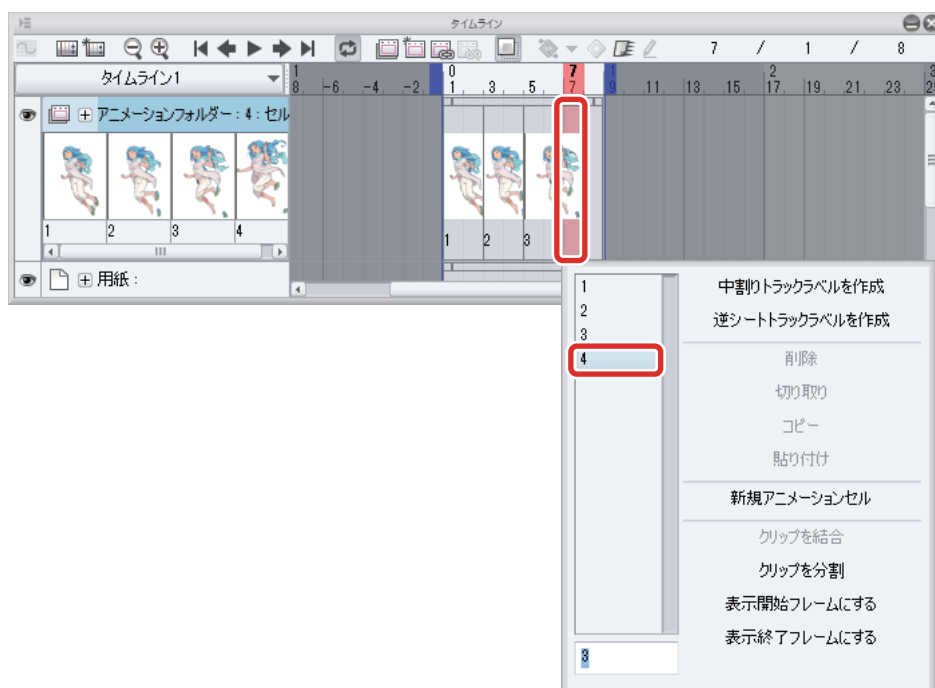 タイムライン
7 / 1 / 8
タイムライン1
1 0 7 1 2 3
8 -6 -4 -2 1 3 5 7 9 11 13 15 17 19 21 23 2
アニメーションフォルダー : 4 : セル
1 2 3 4
1 2 3
用紙 :
1
2
3
4
3
中割りトラックラベルを作成
逆シートトラックラベルを作成
削除
切り取り
コピー
貼り付け
新規アニメーションセル
クリップを結合
クリップを分割
表示開始フレームにする
表示終了フレームにする